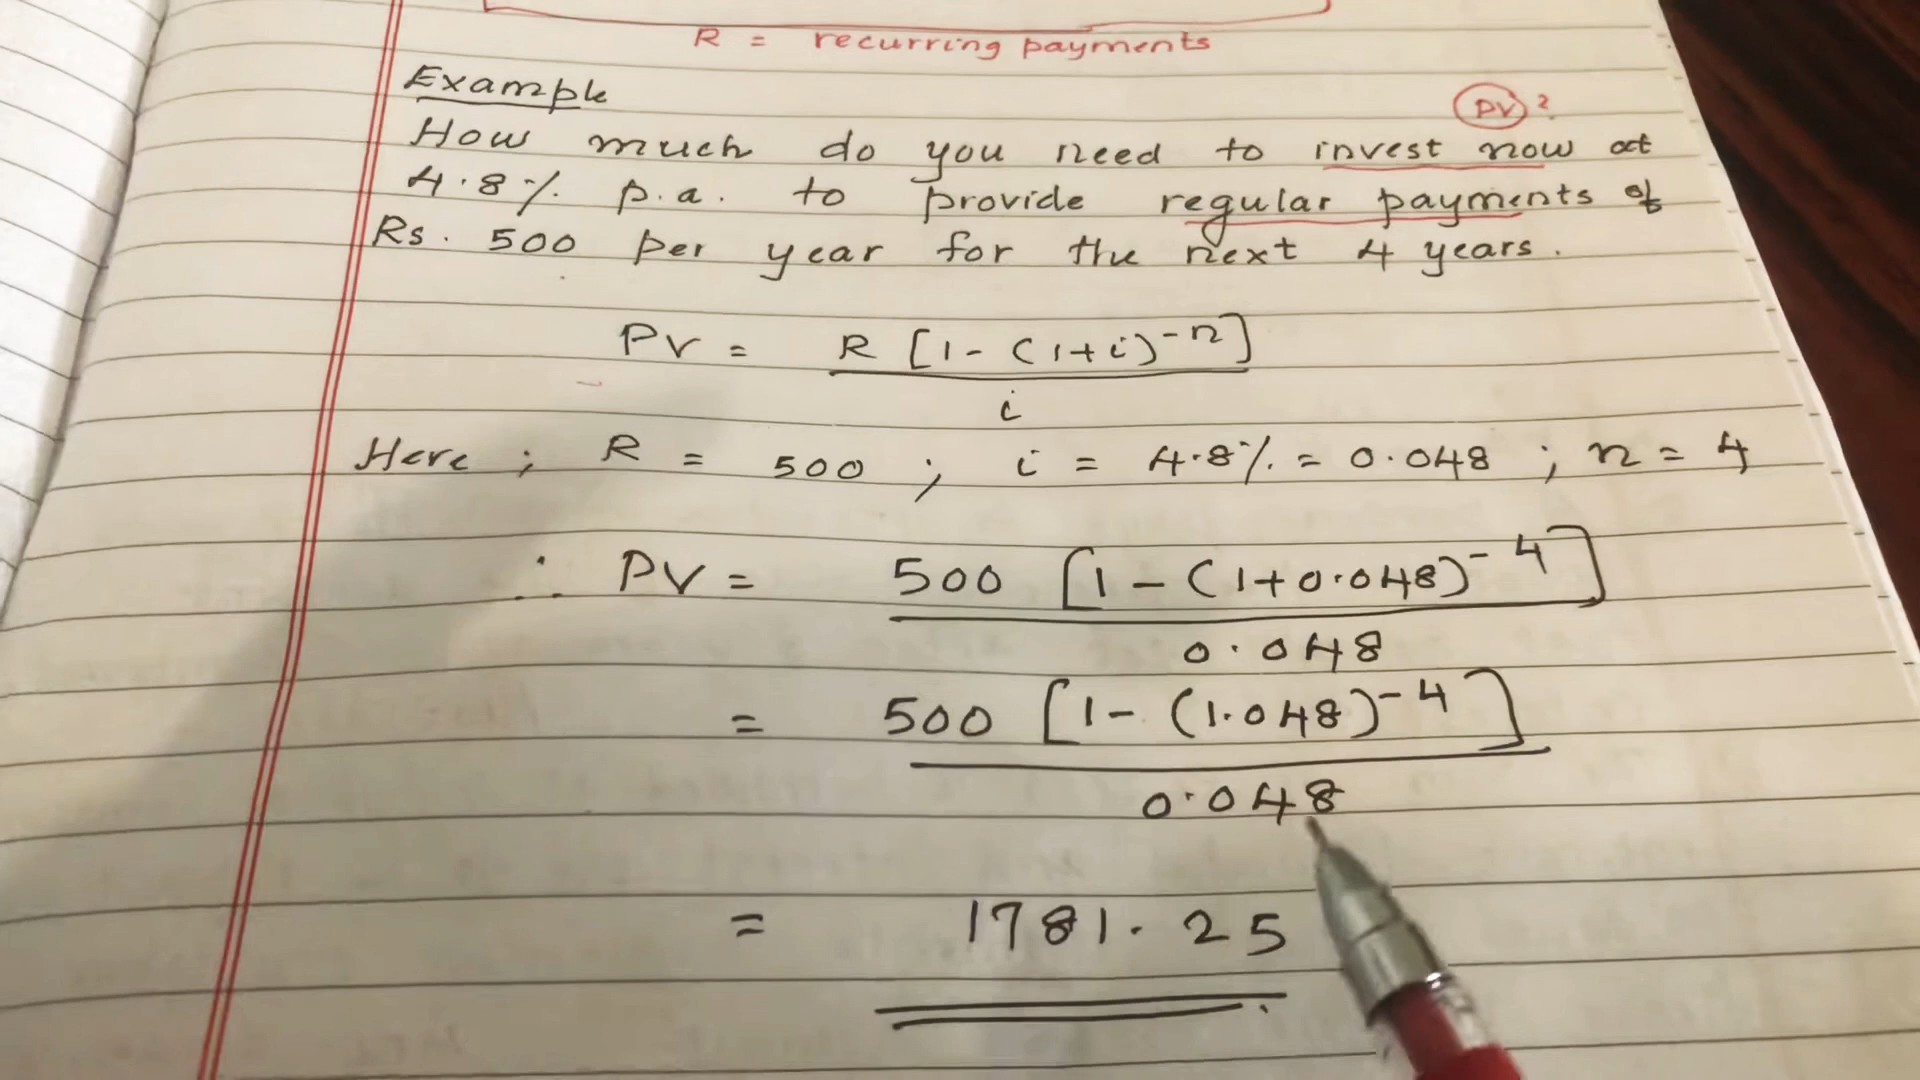 R = recurring payments
Example
PV ?
How much do you need to invest now at
4.8% p.a. to provide regular payments of
Rs. 500 per year for the next 4 years.
PV = R [1 - (1+i)^-n]
i
Here ; R = 500 ; i = 4.8% = 0.048 ; n = 4
∴ PV = 500 [1 - (1+0.048)^-4]
0.048
= 500 [1 - (1.048)^-4]
0.048
= 1781.25